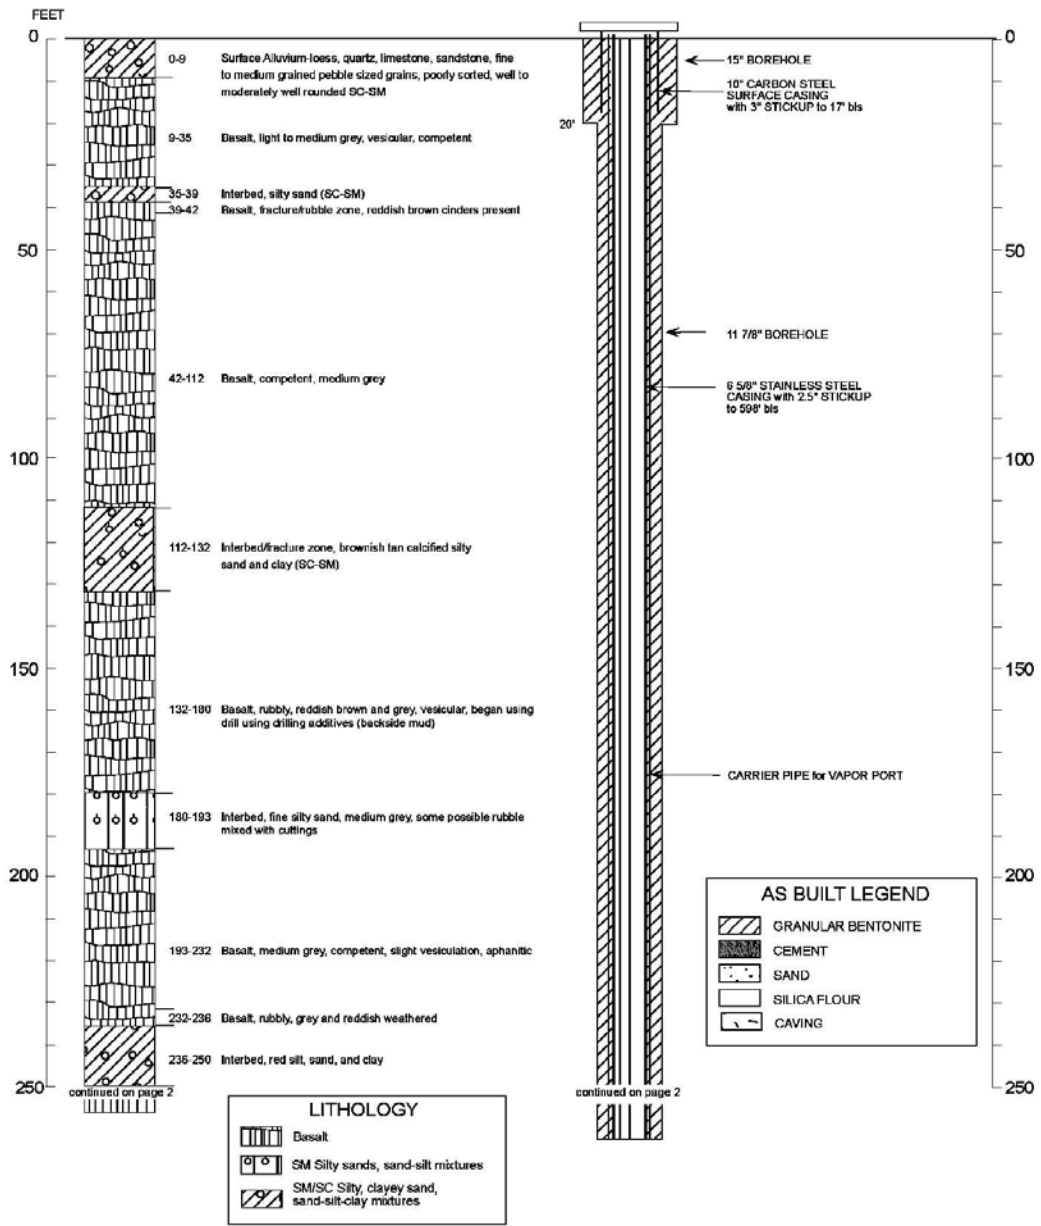 FEET
0
0-9 Surface Alluvium-loess, quartz, limestone, sandstone, fine
to medium grained pebble sized grains, poorly sorted, well to
moderately well rounded SC-SM
9-35 Basalt, light to medium grey, vesicular, competent
35-39 Interbed, silty sand (SC-SM)
39-42 Basalt, fracture/rubble zone, reddish brown cinders present
50
42-112 Basalt, competent, medium grey
100
112-132 Interbed/fracture zone, brownish tan calcified silty
sand and clay (SC-SM)
150
132-180 Basalt, rubbly, reddish brown and grey, vesicular, began using
drill using drilling additives (backside mud)
180-193 Interbed, fine silty sand, medium grey, some possible rubble
mixed with cuttings
200
193-232 Basalt, medium grey, competent, slight vesiculation, aphanitic
232-236 Basalt, rubbly, grey and reddish weathered
236-250 Interbed, red silt, sand, and clay
250
continued on page 2
LITHOLOGY
Basalt
SM Silty sands, sand-silt mixtures
SM/SC Silty, clayey sand,
sand-silt-clay mixtures
0
15" BOREHOLE
10" CARBON STEEL
SURFACE CASING
with 3" STICKUP to 17' bls
20'
50
11 7/8" BOREHOLE
6 5/8" STAINLESS STEEL
CASING with 2.5" STICKUP
to 598' bls
100
150
CARRIER PIPE for VAPOR PORT
200
AS BUILT LEGEND
GRANULAR BENTONITE
CEMENT
SAND
SILICA FLOUR
CAVING
250
continued on page 2